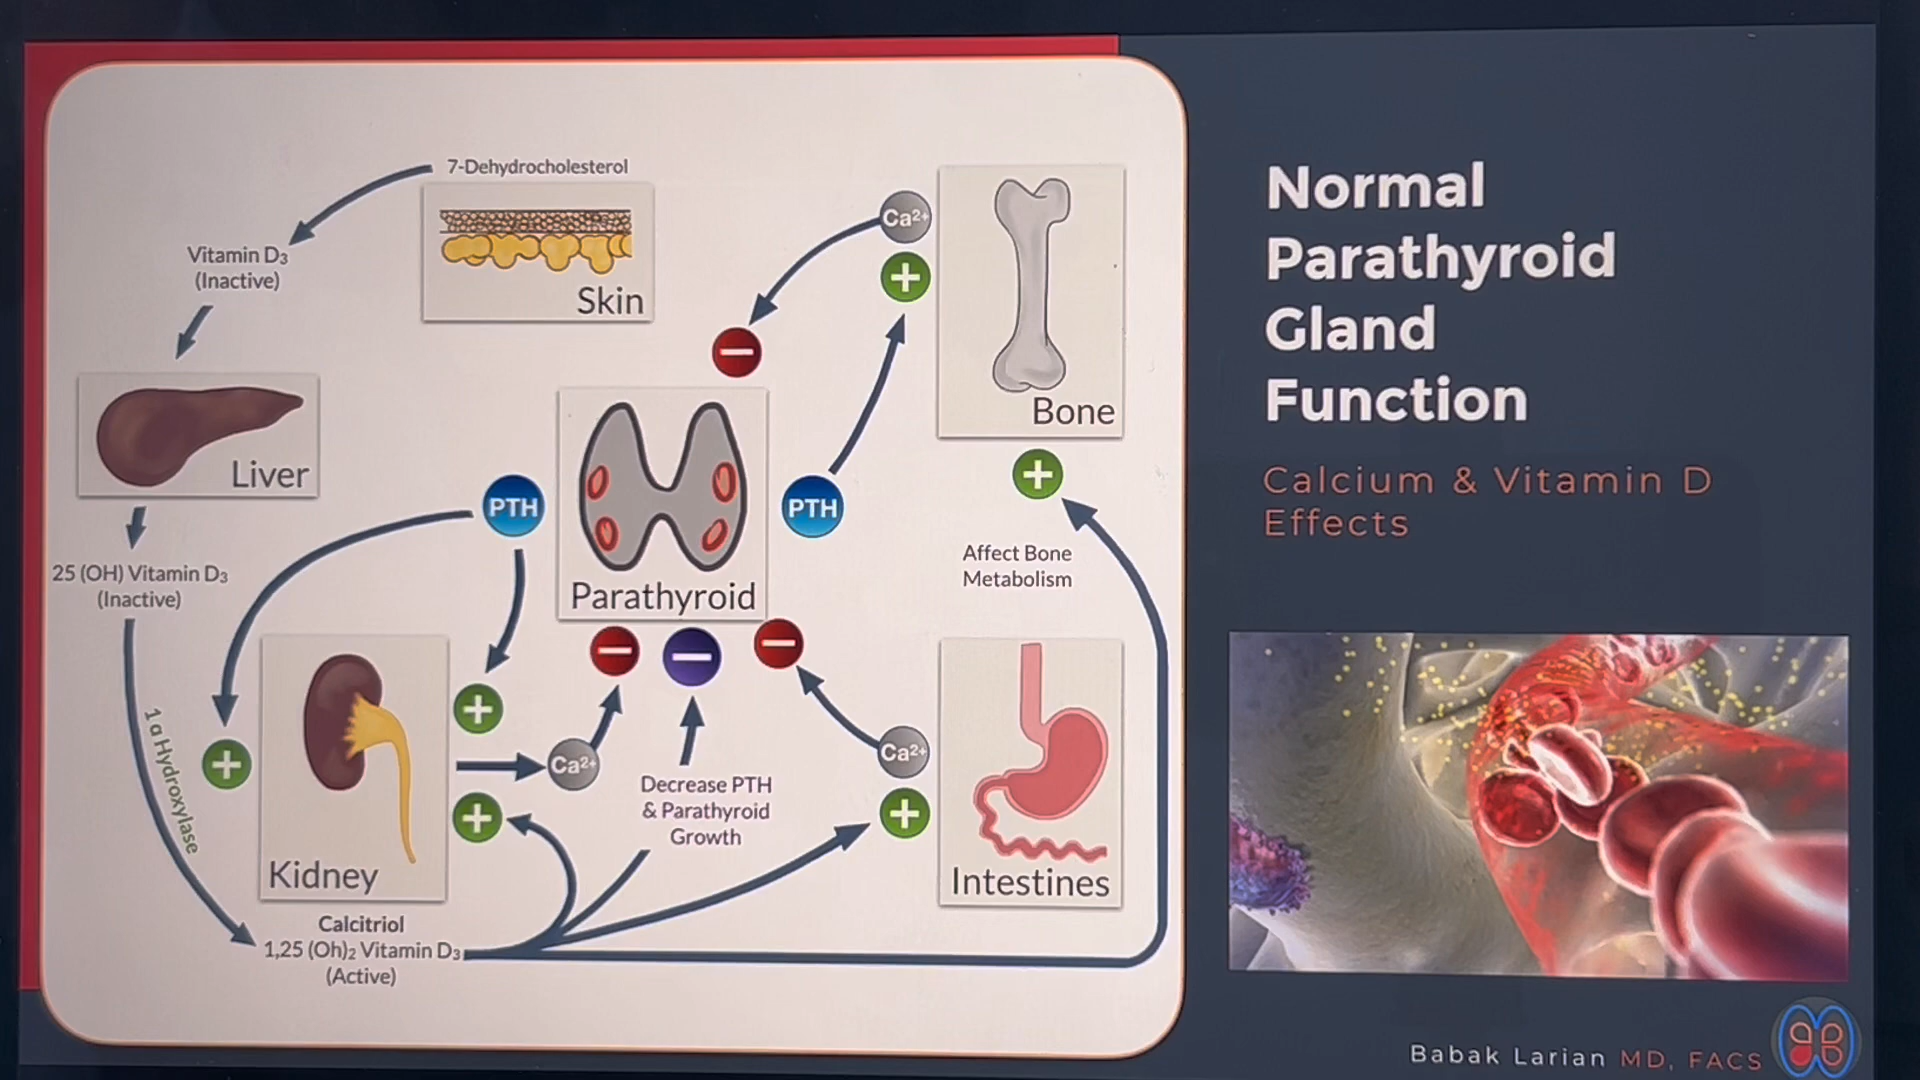 7-Dehydrocholesterol
Skin
Vitamin D₃
(Inactive)
Liver
25 (OH) Vitamin D₃
(Inactive)
1 α Hydroxylase
Kidney
Calcitriol
1,25 (Oh)₂ Vitamin D₃
(Active)
PTH
Parathyroid
PTH
Ca²⁺
Bone
Affect Bone
Metabolism
Ca²⁺
Decrease PTH
& Parathyroid
Growth
Ca²⁺
Intestines
Normal
Parathyroid
Gland
Function
Calcium & Vitamin D
Effects
Babak Larian MD, FACS